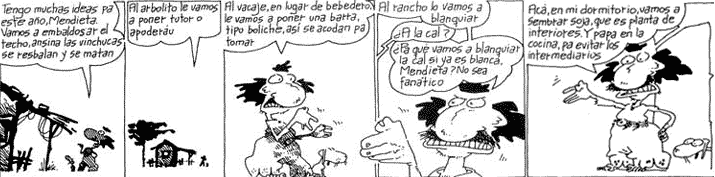 Tengo muchas ideas pa
este año, Mendieta.
Vamos a embaldosar el
techo, ansina las vinchucas
se resbalan y se matan
Al arbolito le vamos
a poner tutor o
apoderáu
Al vacaje, en lugar de bebedero,
le vamos a poner una barra,
tipo boliche, así se acodan pa
tomar
Al rancho lo vamos a
blanquiar
¿A la cal?
¿Pa qué vamos a blanquiar
la cal si ya es blanca,
Mendieta? No sea
fanático
Acá, en mi dormitorio, vamos a
sembrar soja, que es planta de
interiores. Y papa en la
cocina, pa evitar los
intermediarios